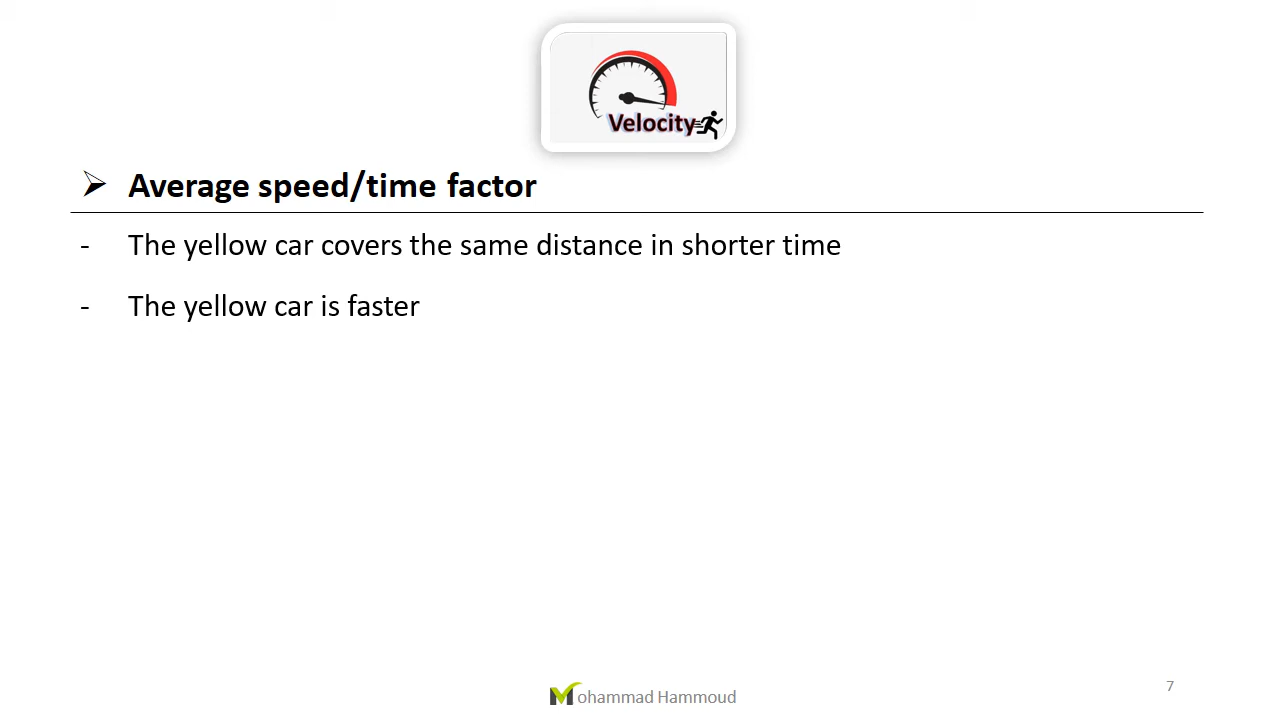 Velocity
➢ Average speed/time factor
- The yellow car covers the same distance in shorter time
- The yellow car is faster
Mohammad Hammoud
7